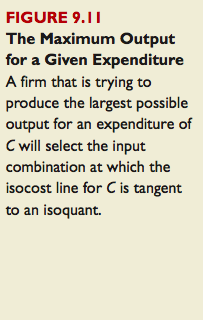 FIGURE 9.11
The Maximum Output
for a Given Expenditure
A firm that is trying to
produce the largest possible
output for an expenditure of
C will select the input
combination at which the
isocost line for C is tangent
to an isoquant.